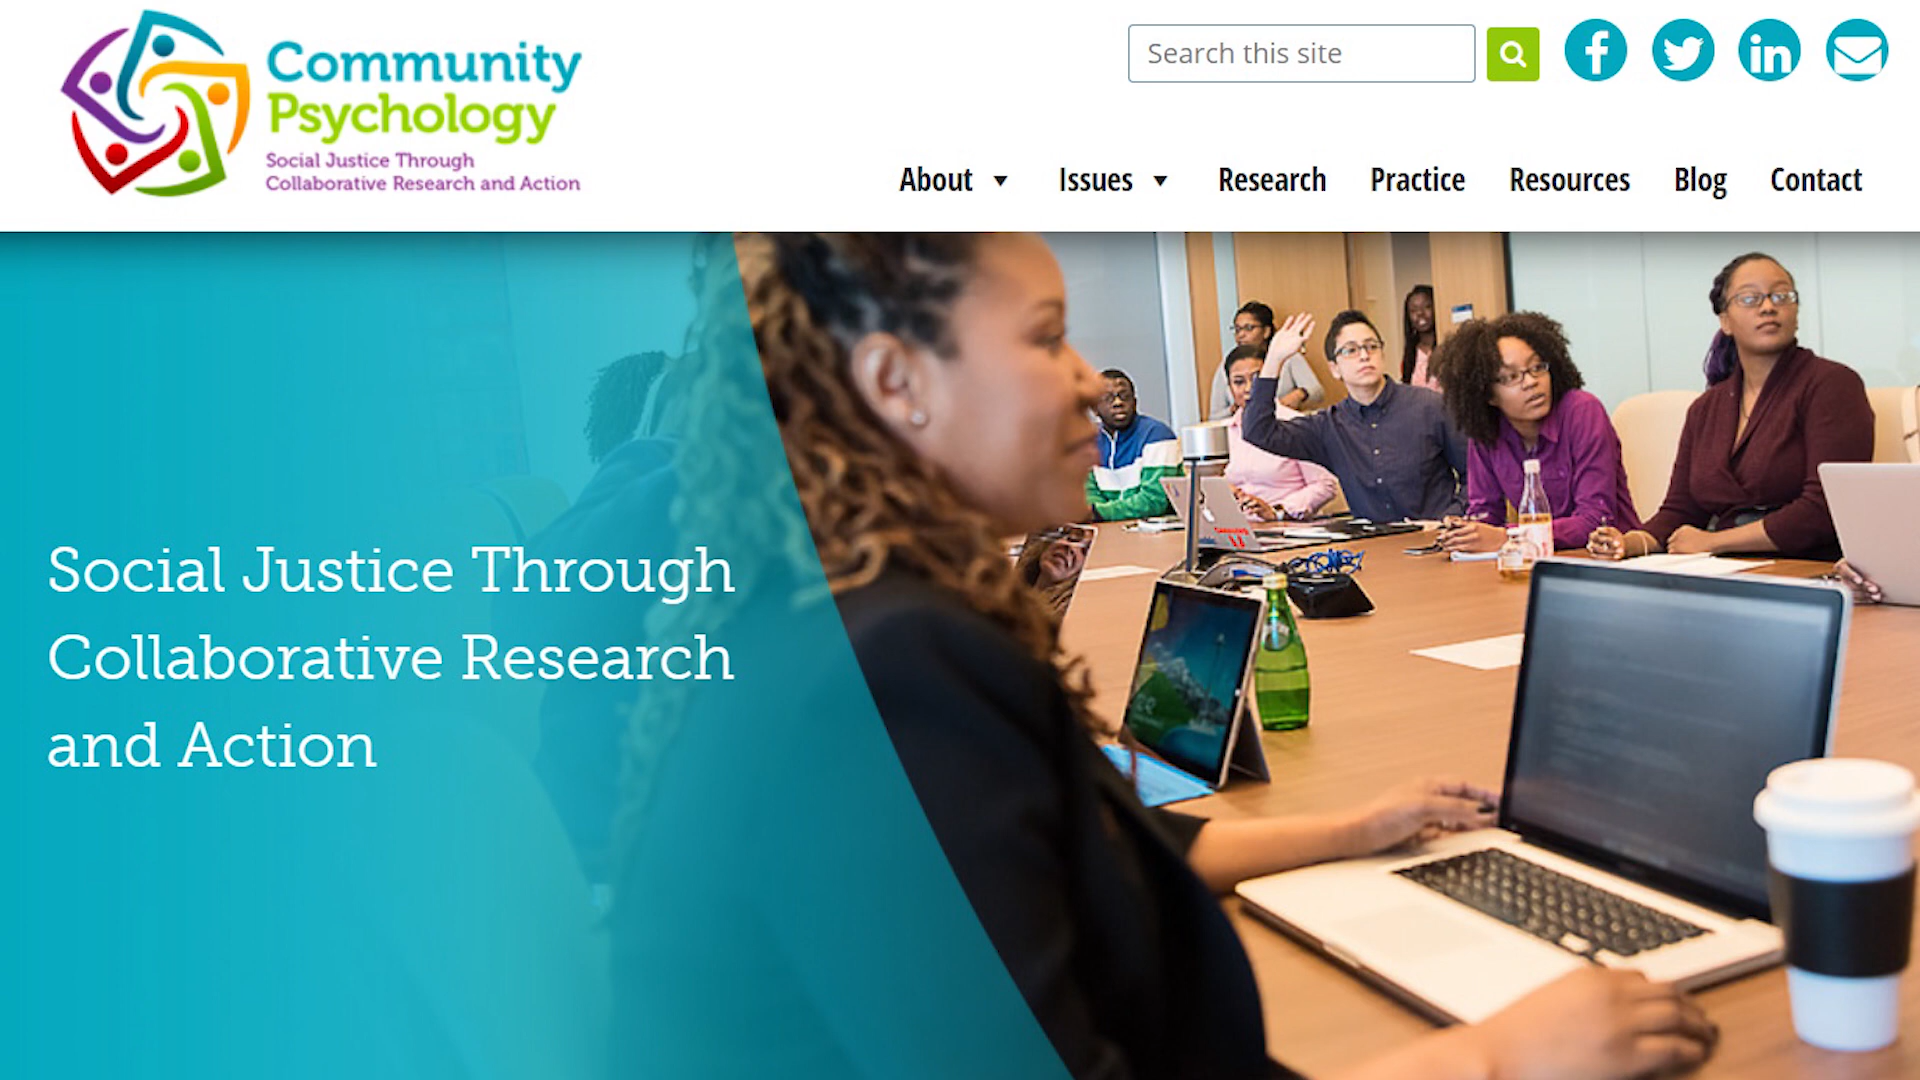 Community
Psychology
Social Justice Through
Collaborative Research and Action
Search this site
About
Issues
Research
Practice
Resources
Blog
Contact
Social Justice Through
Collaborative Research
and Action